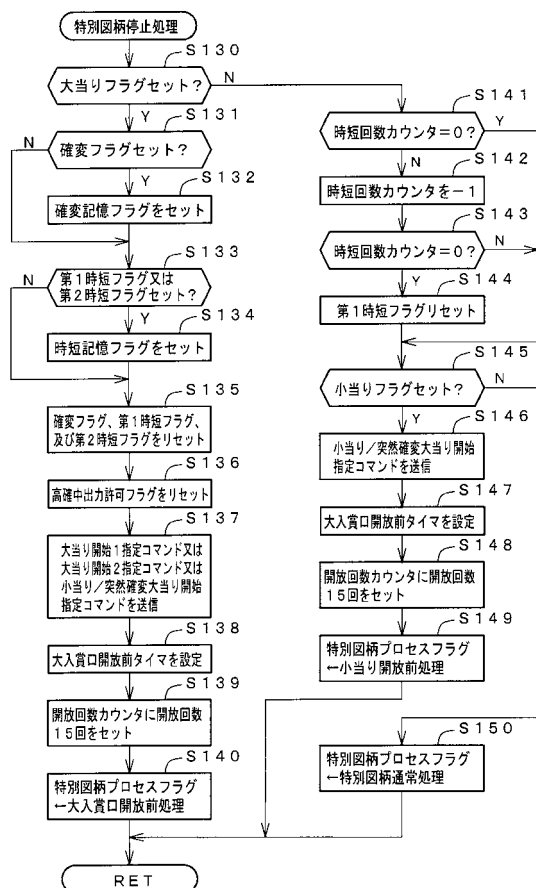 特別図柄停止処理
S130
大当りフラグセット?
N
Y
S131
確変フラグセット?
N
Y
S132
確変記憶フラグをセット
S133
第1時短フラグ又は
第2時短フラグセット?
N
Y
S134
時短記憶フラグをセット
S135
確変フラグ、第1時短フラグ、
及び第2時短フラグをリセット
S136
高確中出力許可フラグをリセット
S137
大当り開始1指定コマンド又は
大当り開始2指定コマンド又は
小当り/突然確変大当り開始
指定コマンドを送信
S138
大入賞口開放前タイマを設定
S139
開放回数カウンタに開放回数
15回をセット
S140
特別図柄プロセスフラグ
←大入賞口開放前処理
S141
時短回数カウンタ=0?
Y
N
S142
時短回数カウンタを-1
S143
時短回数カウンタ=0?
N
Y
S144
第1時短フラグリセット
S145
小当りフラグセット?
N
Y
S146
小当り/突然確変大当り開始
指定コマンドを送信
S147
大入賞口開放前タイマを設定
S148
開放回数カウンタに開放回数
15回をセット
S149
特別図柄プロセスフラグ
←小当り開放前処理
S150
特別図柄プロセスフラグ
←特別図柄通常処理
RET